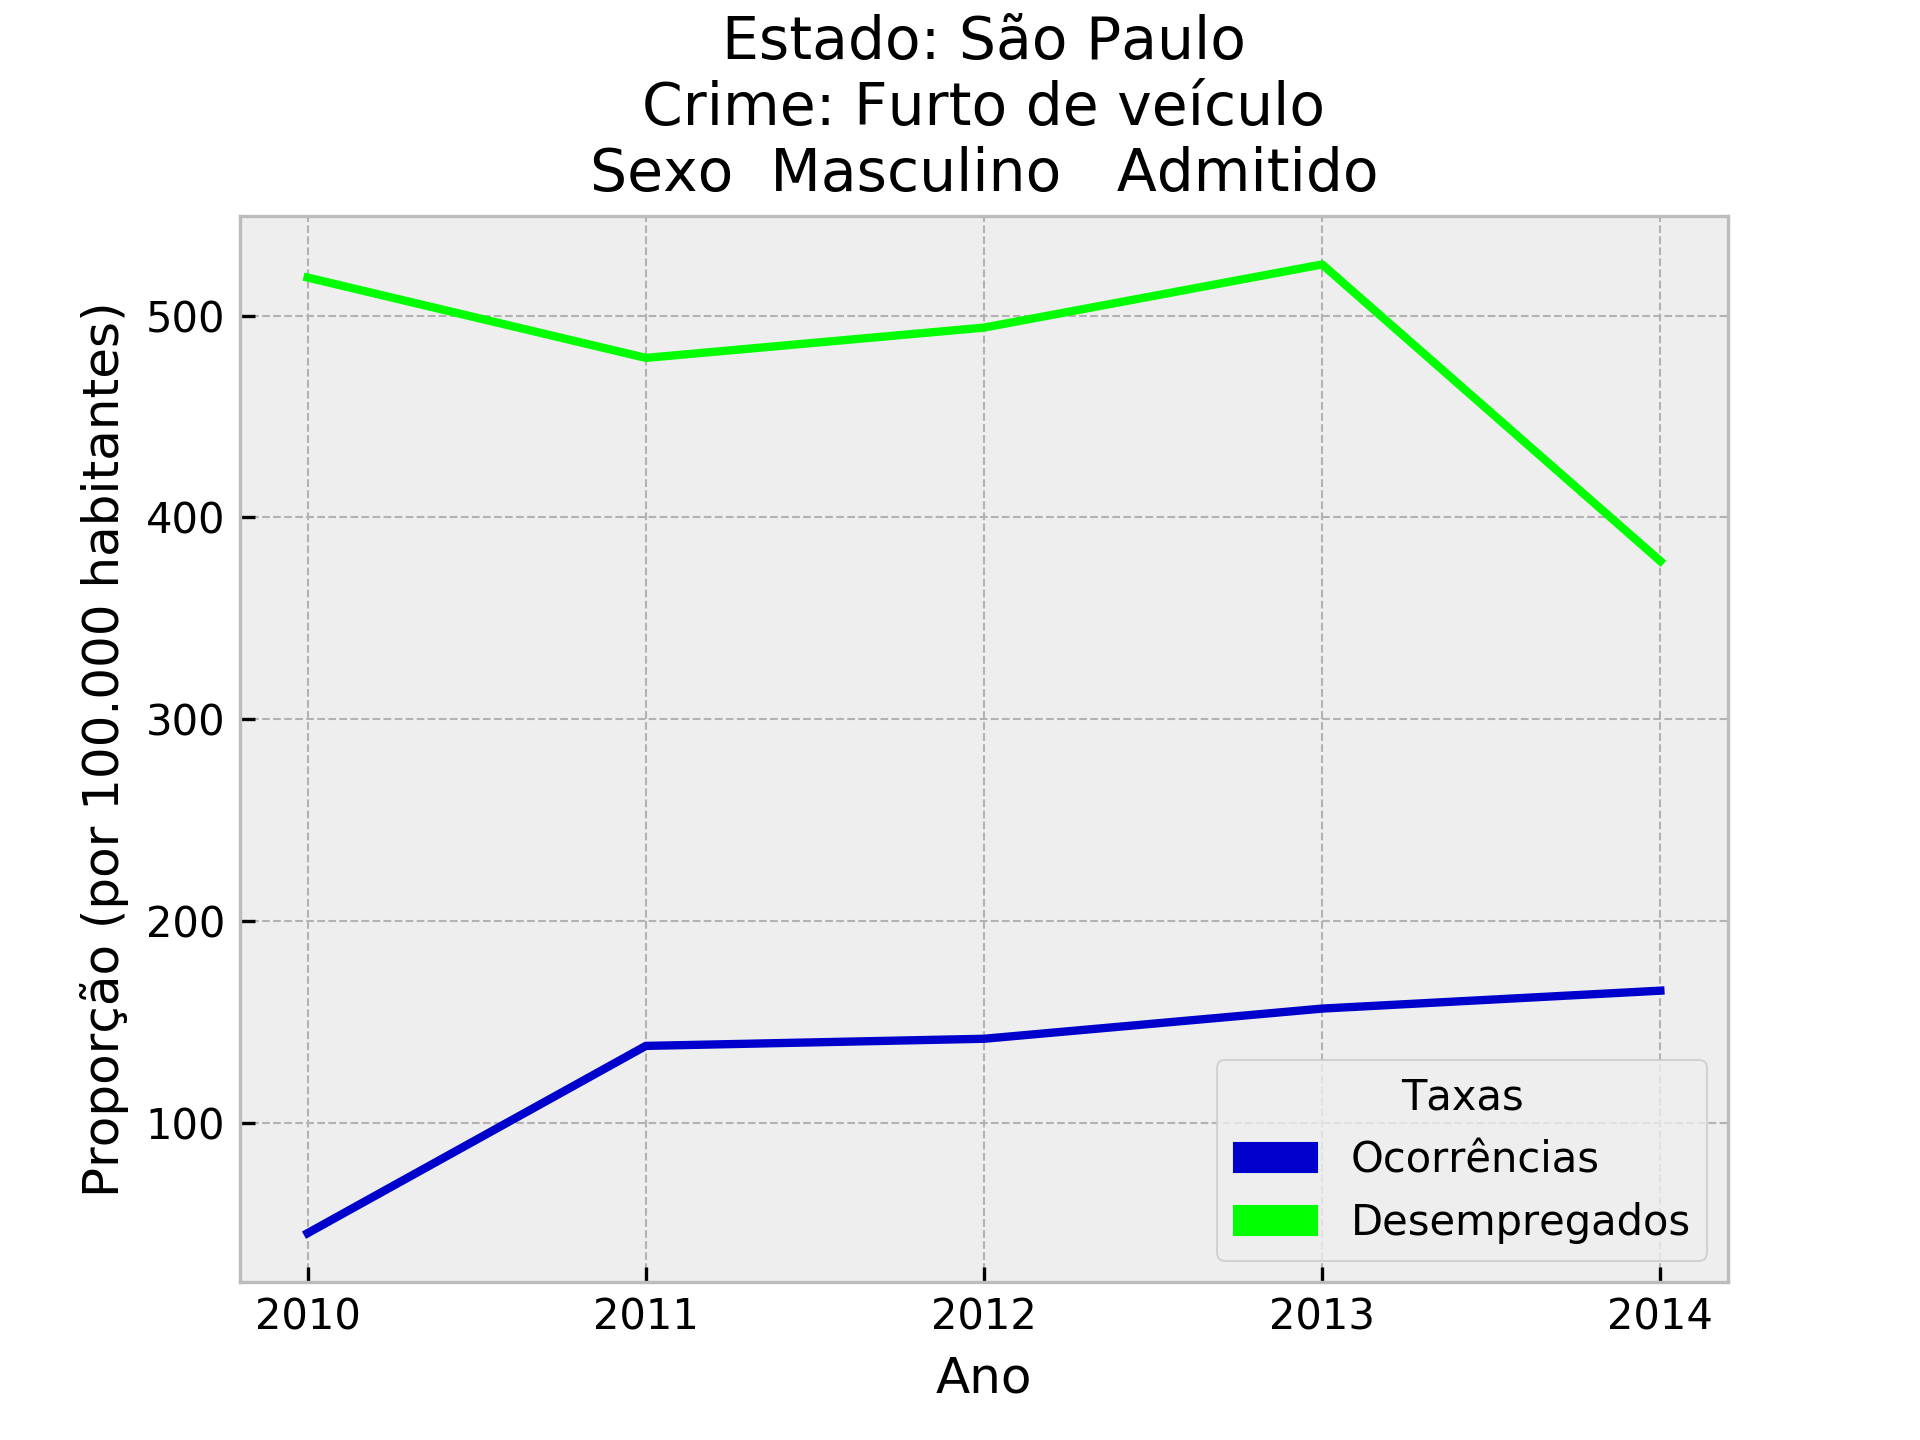 Estado: São Paulo
Crime: Furto de veículo
Sexo  Masculino   Admitido
Proporção (por 100.000 habitantes)
500
400
300
200
100
Taxas
Ocorrências
Desempregados
2010
2011
2012
2013
2014
Ano